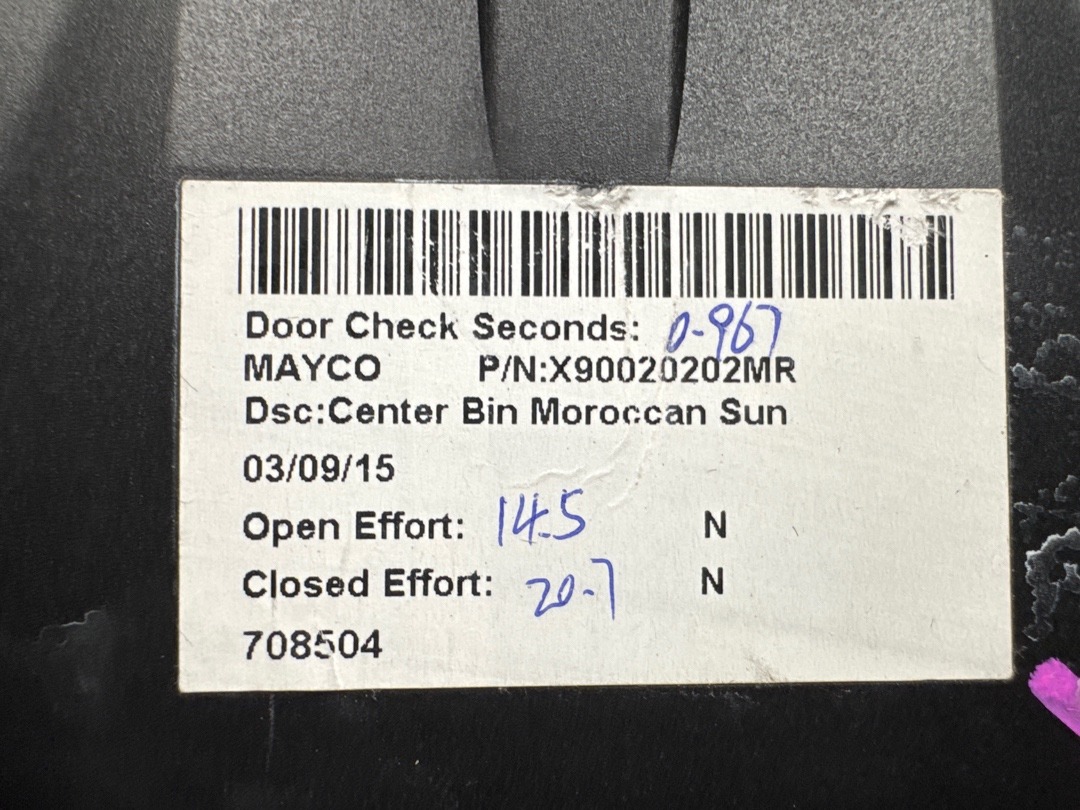 Door Check Seconds: 0.967
MAYCO P/N:X90020202MR
Dsc:Center Bin Moroccan Sun
03/09/15
Open Effort: 14.5 N
Closed Effort: 20.7 N
708504